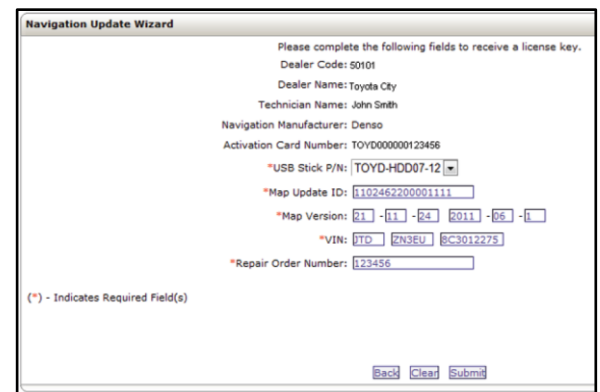 Navigation Update Wizard
Please complete the following fields to receive a license key.
Dealer Code: 50101
Dealer Name: Toyota City
Technician Name: John Smith
Navigation Manufacturer: Denso
Activation Card Number: TOYD000000123456
*USB Stick P/N: TOYD-HDD07-12
*Map Update ID: 1102462200001111
*Map Version: 21 - 11 - 24 2011 - 06 - 1
*VIN: JTD ZN3EU 8C3012275
*Repair Order Number: 123456
(*) - Indicates Required Field(s)
Back Clear Submit